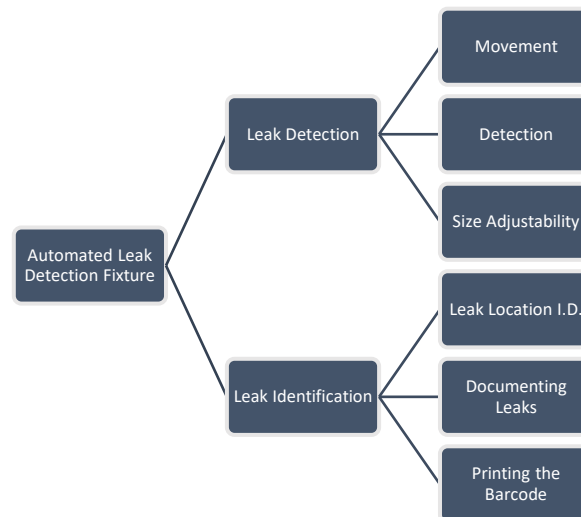 Movement
Leak Detection
Detection
Size Adjustability
Automated Leak
Detection Fixture
Leak Location I.D.
Leak Identification
Documenting
Leaks
Printing the
Barcode